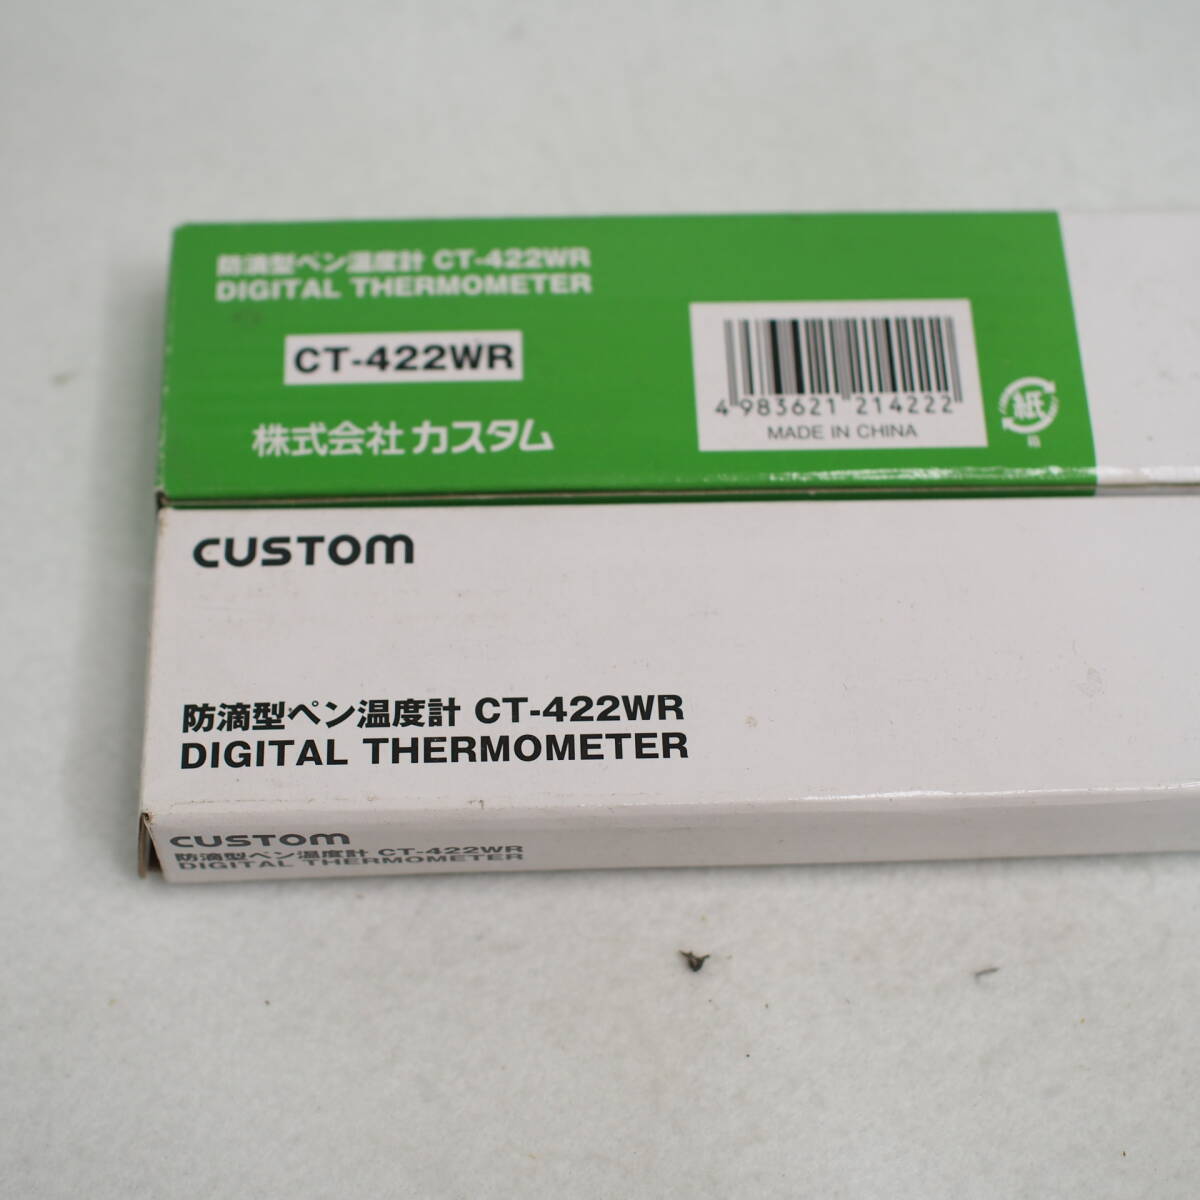 防滴型ペン温度計 CT-422WR
DIGITAL THERMOMETER
CT-422WR
株式会社 カスタム
4 983621 214222
MADE IN CHINA
紙
箱
CUSTOM
防滴型ペン温度計 CT-422WR
DIGITAL THERMOMETER
CUSTOM
防滴型ペン温度計 CT-422WR
DIGITAL THERMOMETER